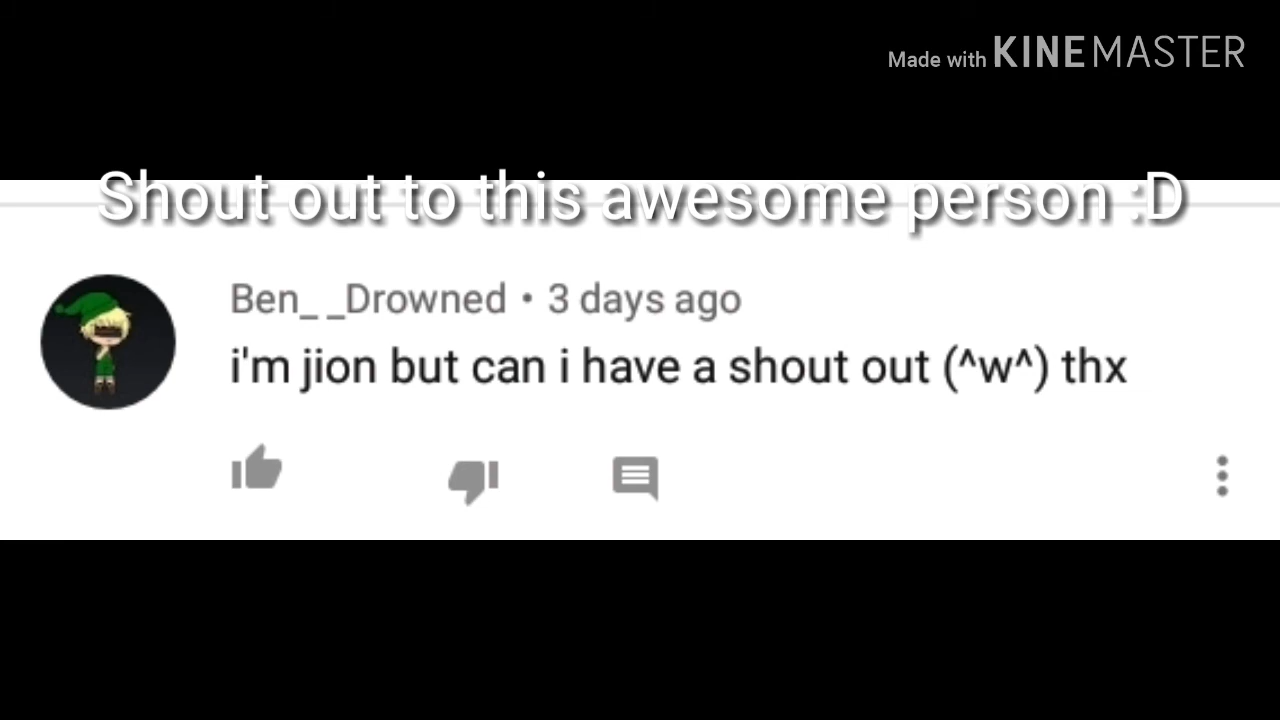 Made with KINEMASTER
Shout out to this awesome person :D
Ben_ _Drowned • 3 days ago
i'm jion but can i have a shout out (^w^) thx